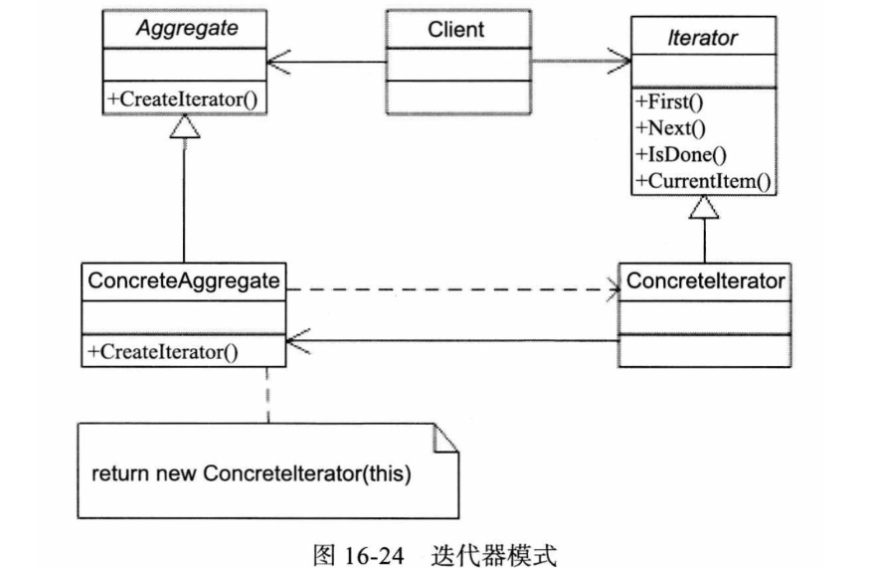 Aggregate
+CreateIterator()
Client
Iterator
+First()
+Next()
+IsDone()
+CurrentItem()
ConcreteAggregate
+CreateIterator()
ConcreteIterator
return new ConcreteIterator(this)
图 16-24 迭代器模式